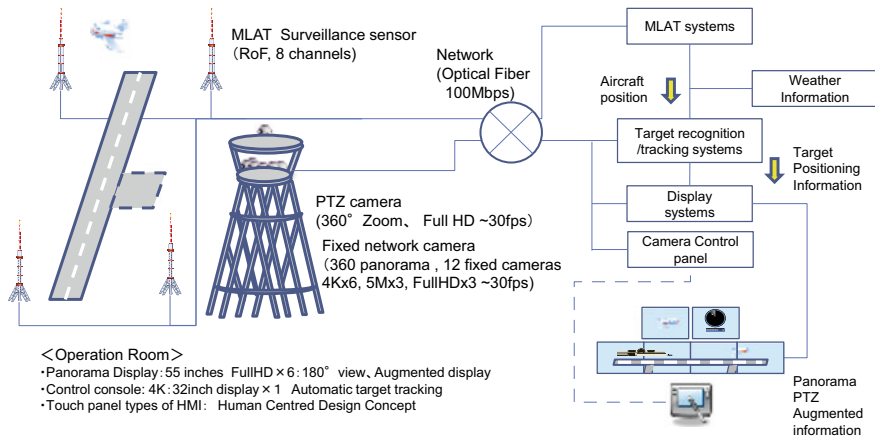 MLAT Surveillance sensor
(RoF, 8 channels)
Network
(Optical Fiber
100Mbps)
MLAT systems
Aircraft
position
Weather
Information
Target recognition
/tracking systems
Target
Positioning
Information
Display
systems
Camera Control
panel
PTZ camera
(360° Zoom、 Full HD ~30fps)
Fixed network camera
(360 panorama , 12 fixed cameras
4Kx6, 5Mx3, FullHDx3 ~30fps)
Panorama
PTZ
Augmented
information
＜Operation Room＞
・Panorama Display：55 inches FullHD×6：180° view、Augmented display
・Control console：4K：32inch display×1 Automatic target tracking
・Touch panel types of HMI： Human Centred Design Concept